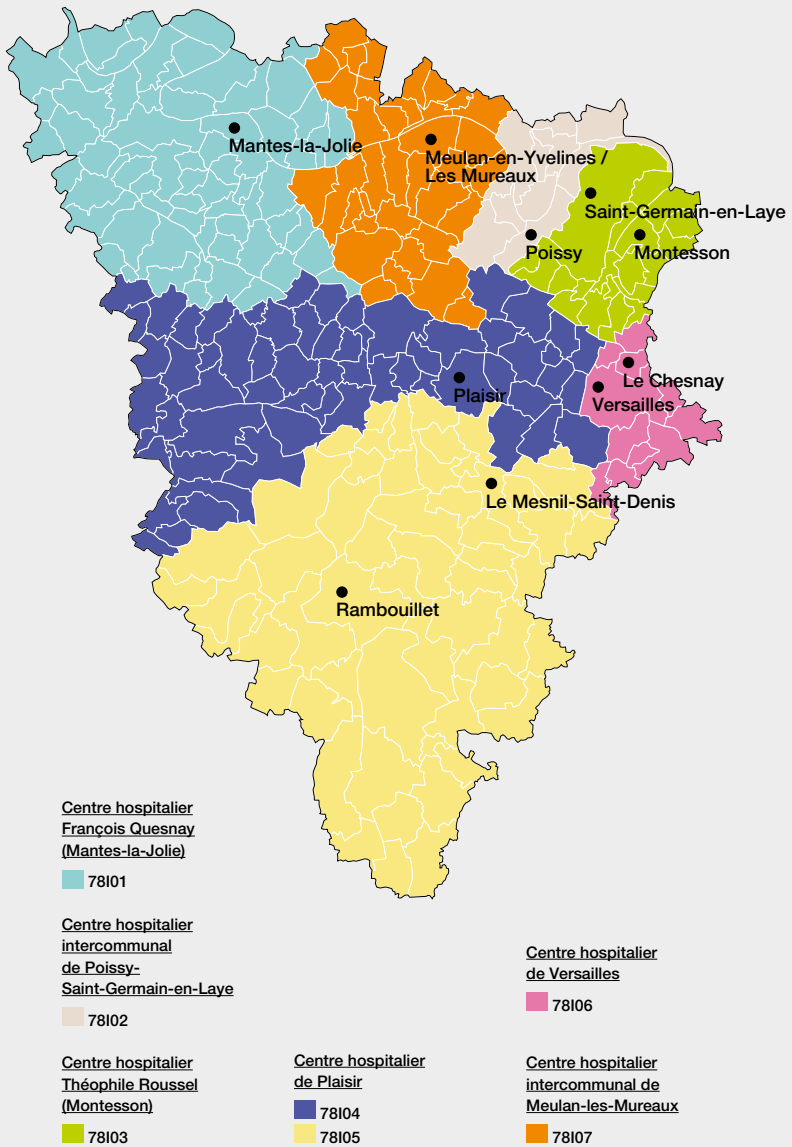 Mantes-la-Jolie
Meulan-en-Yvelines /
Les Mureaux
Saint-Germain-en-Laye
Poissy
Montesson
Le Chesnay
Plaisir
Versailles
Le Mesnil-Saint-Denis
Rambouillet
Centre hospitalier
François Quesnay
(Mantes-la-Jolie)
78I01
Centre hospitalier
intercommunal
de Poissy-
Saint-Germain-en-Laye
78I02
Centre hospitalier
Théophile Roussel
(Montesson)
78I03
Centre hospitalier
de Plaisir
78I04
78I05
Centre hospitalier
de Versailles
78I06
Centre hospitalier
intercommunal de
Meulan-les-Mureaux
78I07